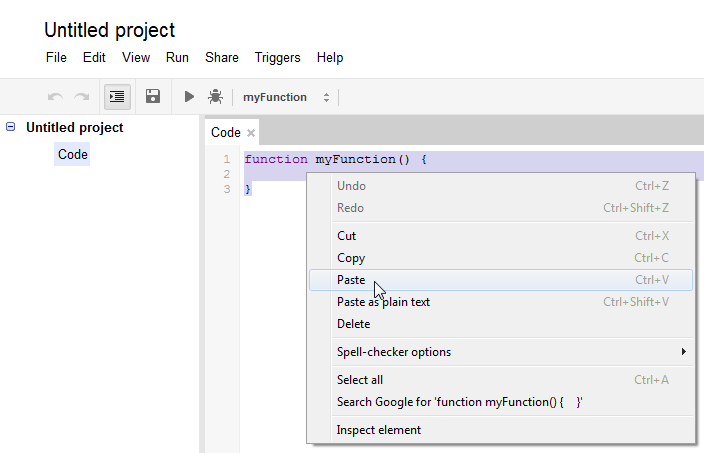 Untitled project
File Edit View Run Share Triggers Help
myFunction
Untitled project
Code
Code ×
1 function myFunction() {
2
3 }
Undo Ctrl+Z
Redo Ctrl+Shift+Z
Cut Ctrl+X
Copy Ctrl+C
Paste Ctrl+V
Paste as plain text Ctrl+Shift+V
Delete
Spell-checker options
Select all Ctrl+A
Search Google for 'function myFunction() {    }'
Inspect element